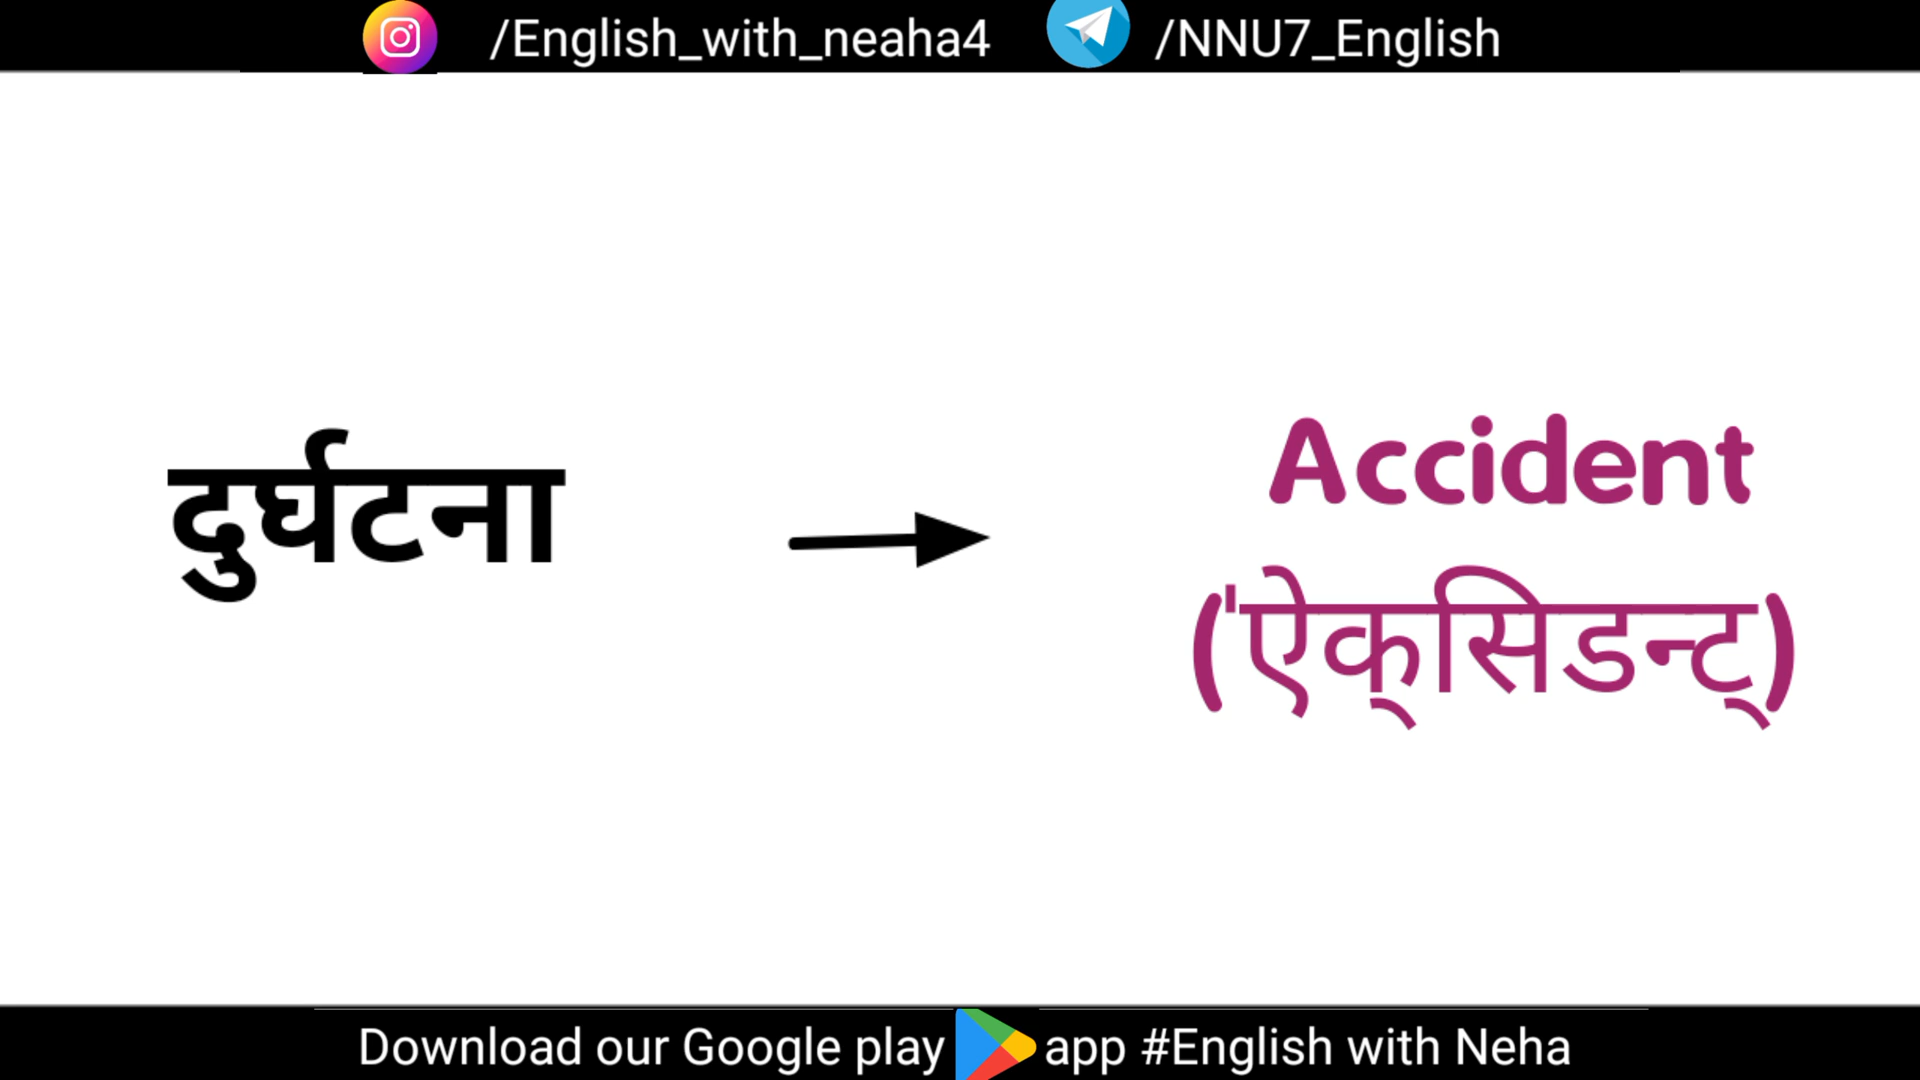 /English_with_neaha4 /NNU7_English
दुर्घटना
Accident
('ऐक्सिडन्ट्)
Download our Google play app #English with Neha